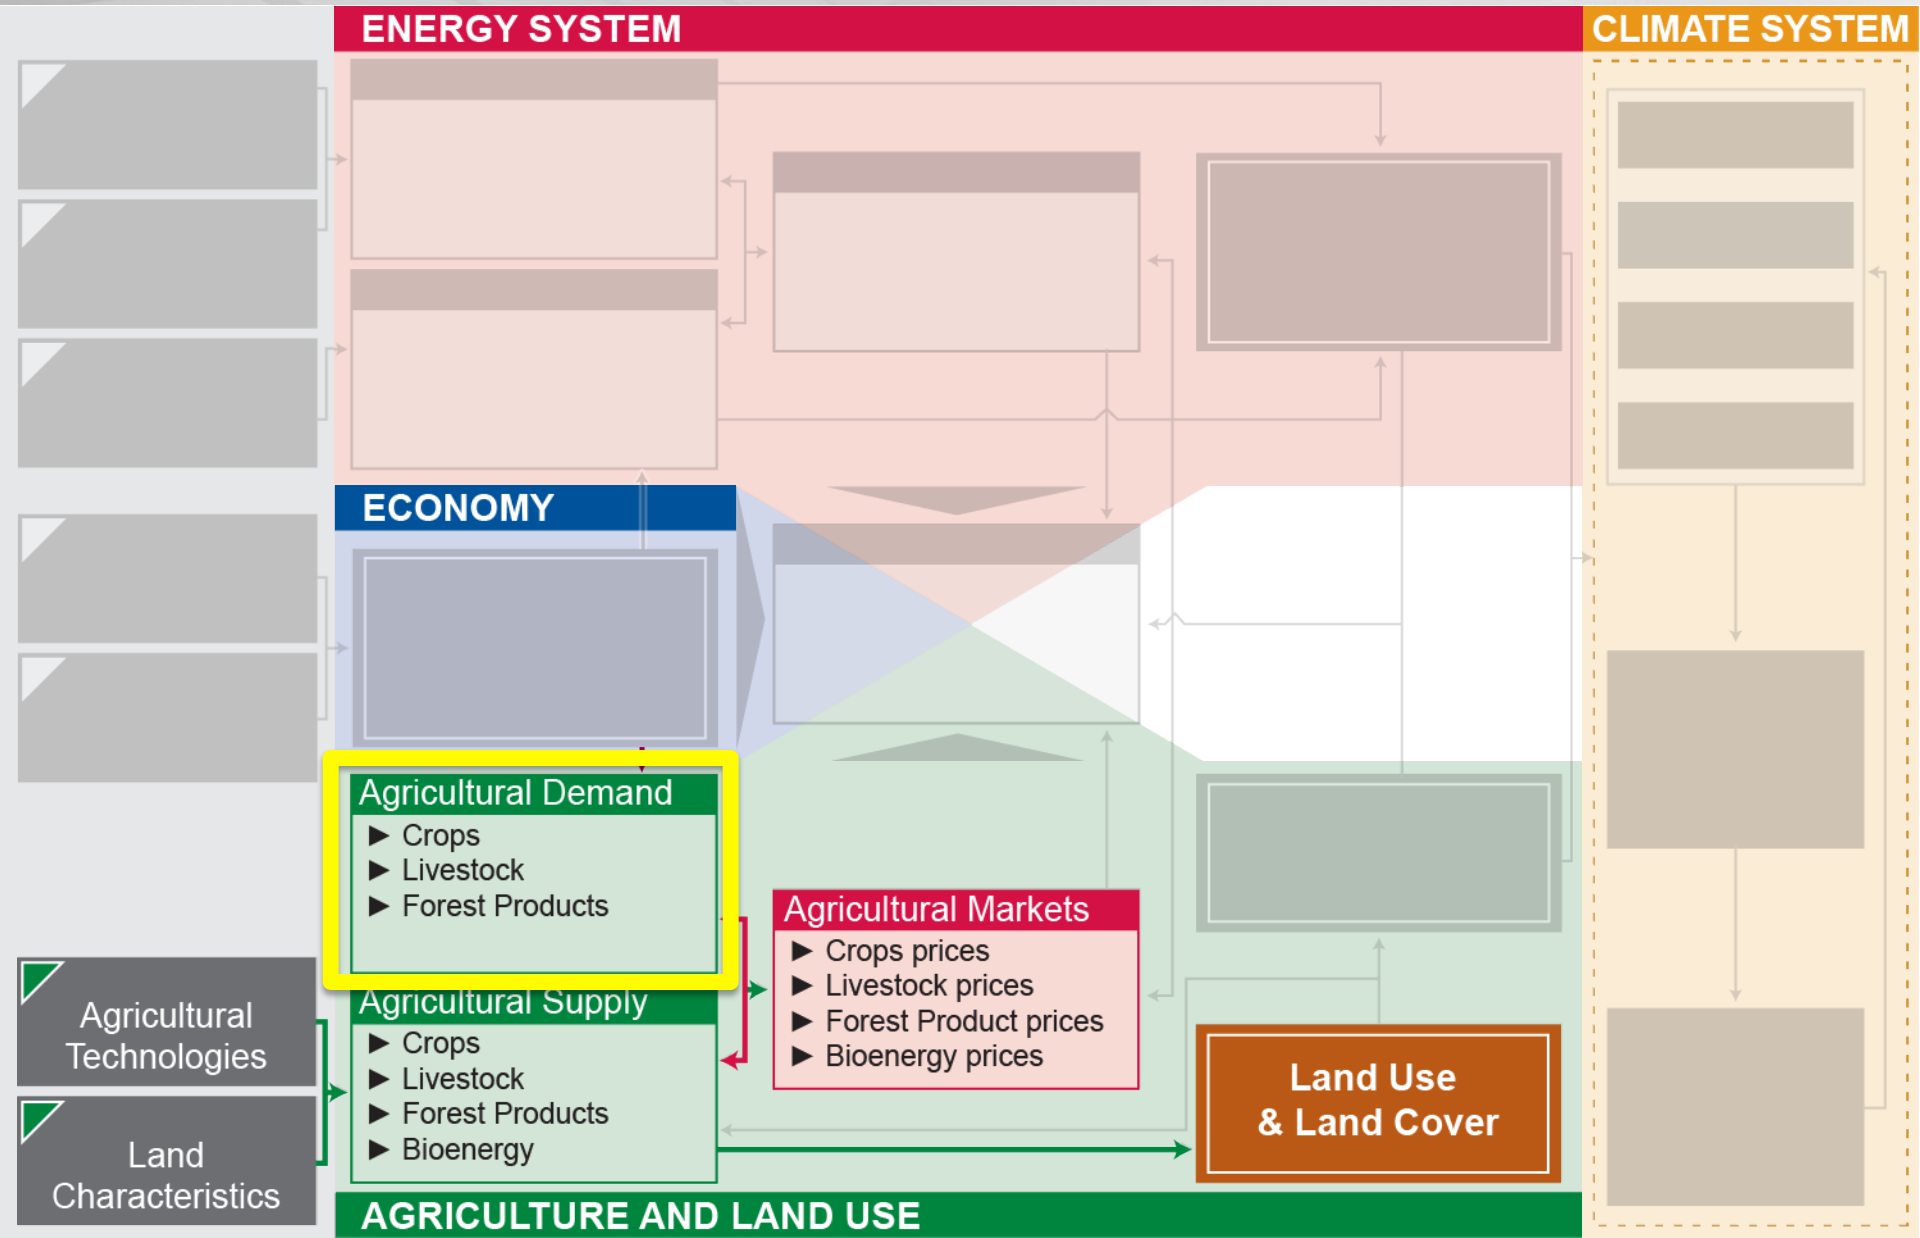 ENERGY SYSTEM
CLIMATE SYSTEM
ECONOMY
Agricultural Demand
► Crops
► Livestock
► Forest Products
Agricultural Supply
► Crops
► Livestock
► Forest Products
► Bioenergy
Agricultural Markets
► Crops prices
► Livestock prices
► Forest Product prices
► Bioenergy prices
Agricultural
Technologies
Land
Characteristics
Land Use
& Land Cover
AGRICULTURE AND LAND USE